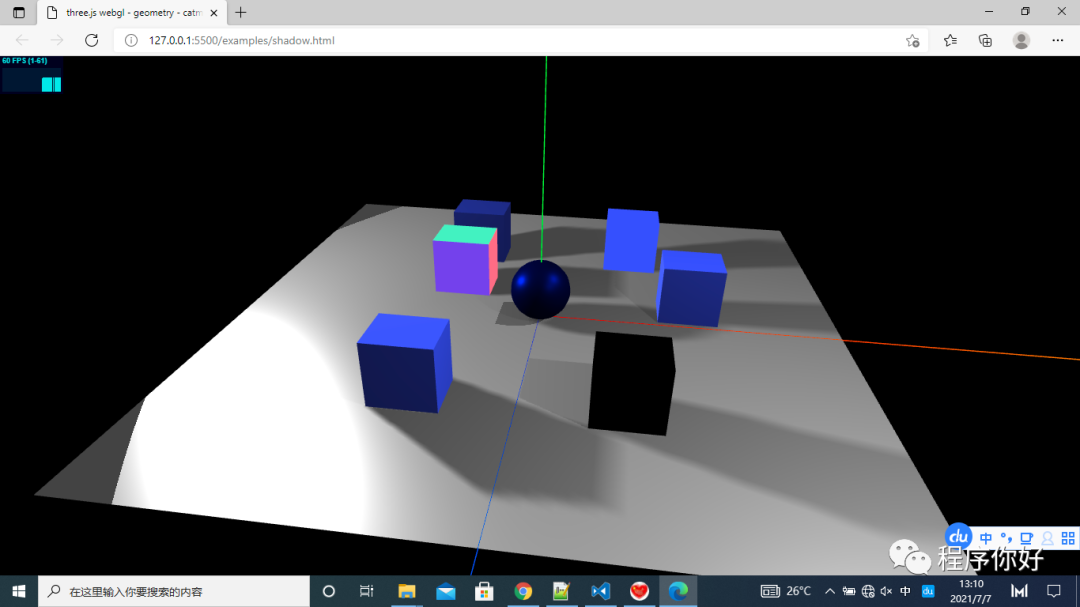 three.js webgl - geometry - catm
127.0.0.1:5500/examples/shadow.html
60 FPS (1-61)
du 中
程序你好
在这里输入你要搜索的内容
26°C
中
du
13:10
2021/7/7